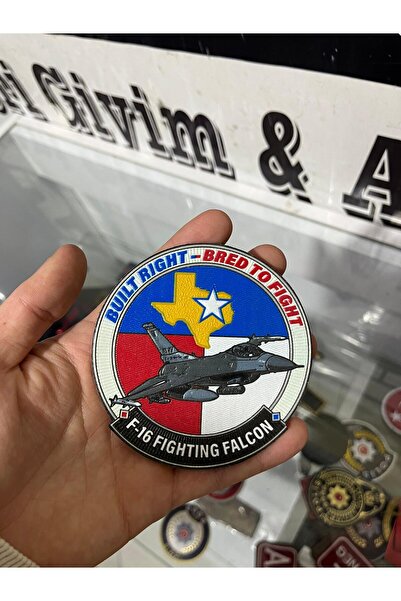 i Giyim & A
BUILT RIGHT – BRED TO FIGHT
F-16 FIGHTING FALCON